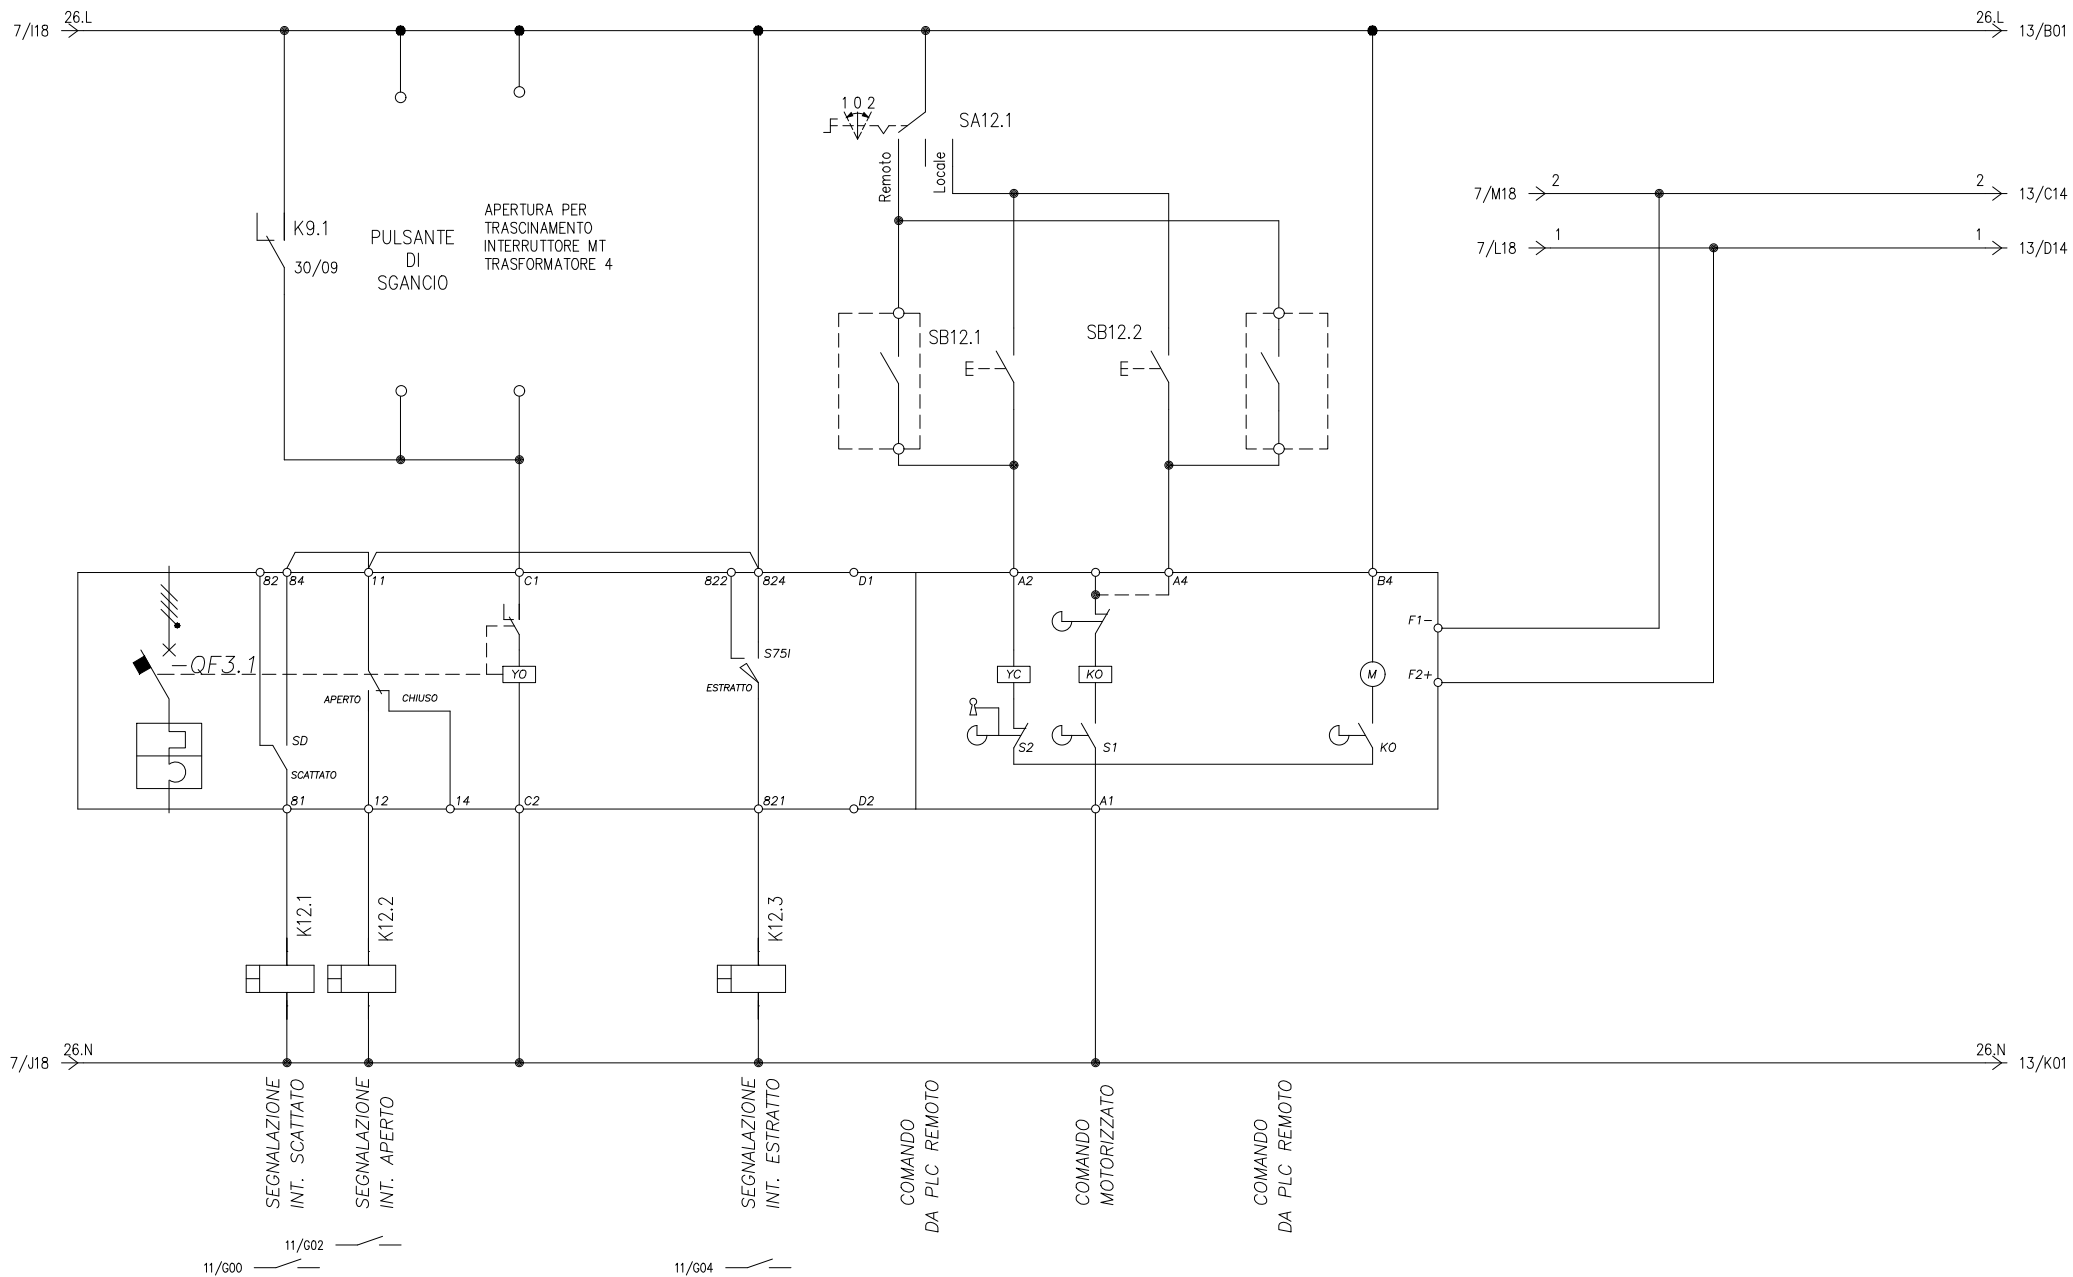 26.L
26.L
7/I18
13/B01
1 0 2
SA12.1
Remoto
Locale
2
2
7/M18
13/C14
1
1
7/L18
13/D14
K9.1
30/09
PULSANTE
DI
SGANCIO
APERTURA PER
TRASCINAMENTO
INTERRUTTORE MT
TRASFORMATORE 4
SB12.1
E
SB12.2
E
82
84
11
C1
822
824
D1
A2
A4
B4
F1-
F2+
-QF3.1
YO
S75I
ESTRATTO
YC
KO
M
APERTO
CHIUSO
SD
SCATTATO
S2
S1
KO
81
12
14
C2
821
D2
A1
K12.1
K12.2
K12.3
26.N
26.N
7/J18
13/K01
SEGNALAZIONE
INT. SCATTATO
SEGNALAZIONE
INT. APERTO
SEGNALAZIONE
INT. ESTRATTO
COMANDO
DA PLC REMOTO
COMANDO
MOTORIZZATO
COMANDO
DA PLC REMOTO
11/G02
11/G00
11/G04